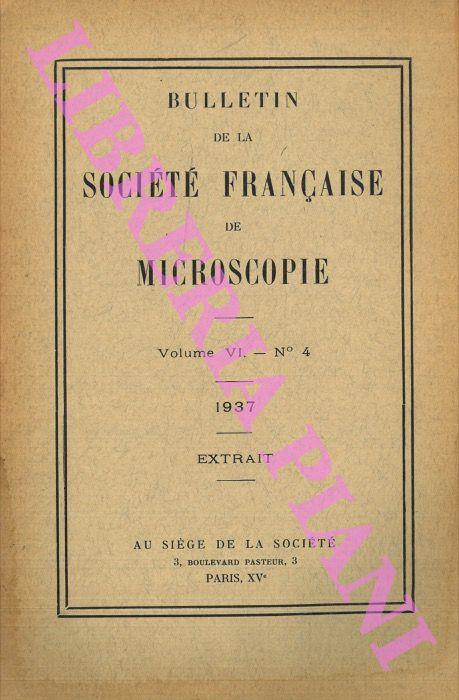 BULLETIN
DE LA
SOCIÉTÉ FRANÇAISE
DE
MICROSCOPIE
Volume VI. — Nº 4
1937
EXTRAIT
AU SIÈGE DE LA SOCIÉTÉ
3, BOULEVARD PASTEUR, 3
PARIS, XVe
LIBRERIA PIANI